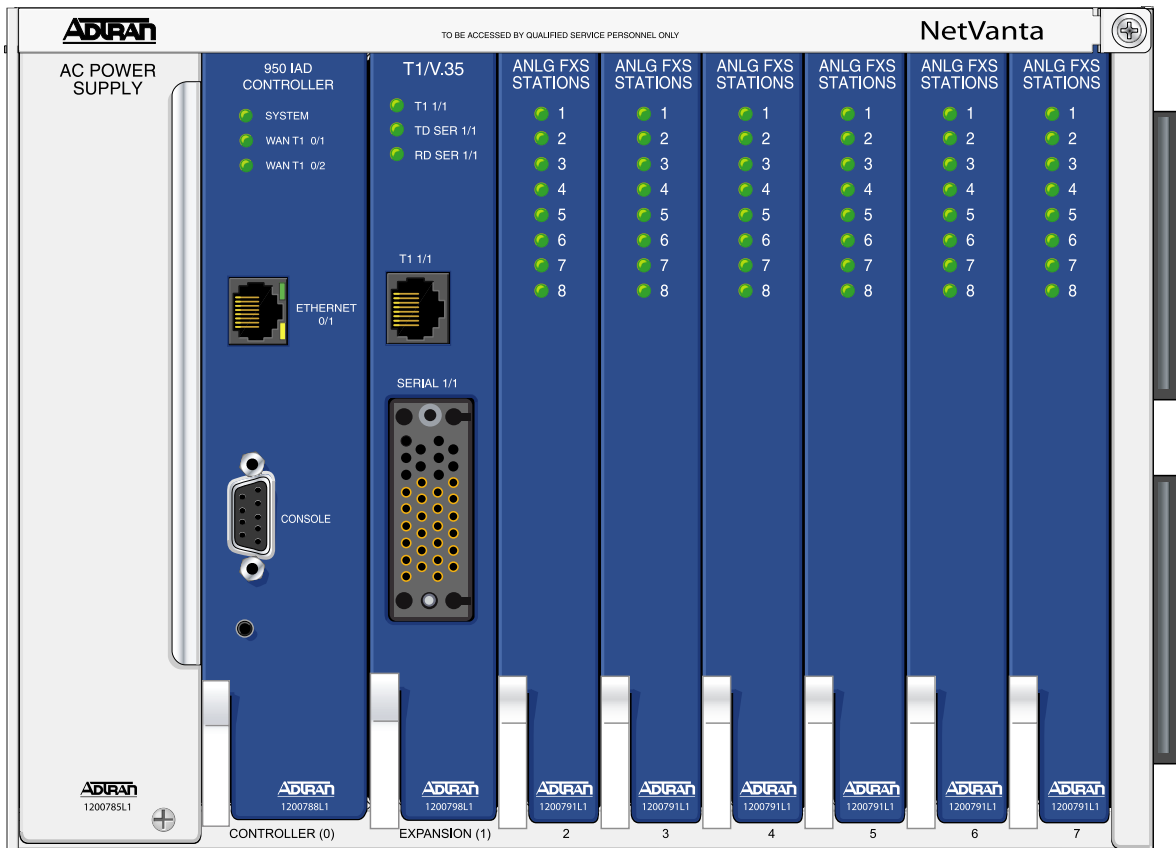 ADTRAN
TO BE ACCESSED BY QUALIFIED SERVICE PERSONNEL ONLY
NetVanta
AC POWER
SUPPLY
ADTRAN
1200785L1
950 IAD
CONTROLLER
SYSTEM
WAN T1 0/1
WAN T1 0/2
ETHERNET
0/1
CONSOLE
ADTRAN
1200788L1
CONTROLLER (0)
T1/V.35
T1 1/1
TD SER 1/1
RD SER 1/1
T1 1/1
SERIAL 1/1
ADTRAN
1200798L1
EXPANSION (1)
ANLG FXS
STATIONS
1
2
3
4
5
6
7
8
ADTRAN
1200791L1
2
ANLG FXS
STATIONS
1
2
3
4
5
6
7
8
ADTRAN
1200791L1
3
ANLG FXS
STATIONS
1
2
3
4
5
6
7
8
ADTRAN
1200791L1
4
ANLG FXS
STATIONS
1
2
3
4
5
6
7
8
ADTRAN
1200791L1
5
ANLG FXS
STATIONS
1
2
3
4
5
6
7
8
ADTRAN
1200791L1
6
ANLG FXS
STATIONS
1
2
3
4
5
6
7
8
ADTRAN
1200791L1
7